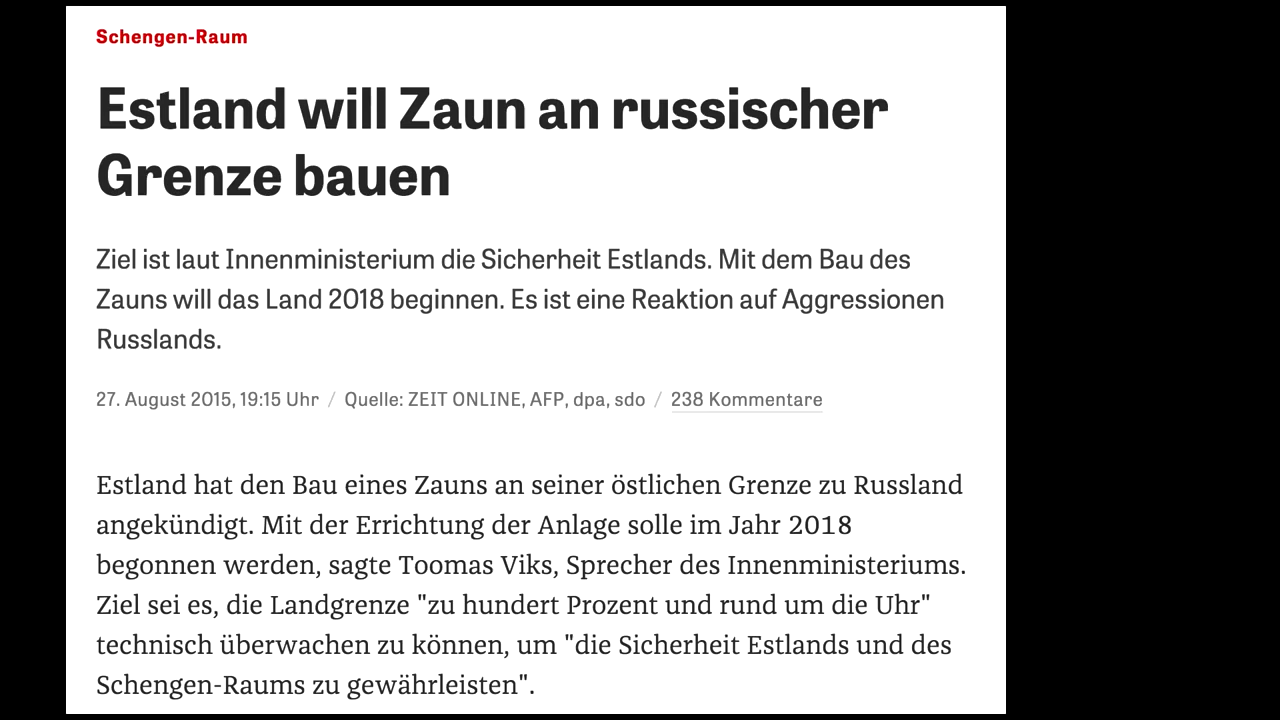 Schengen-Raum
Estland will Zaun an russischer
Grenze bauen
Ziel ist laut Innenministerium die Sicherheit Estlands. Mit dem Bau des
Zauns will das Land 2018 beginnen. Es ist eine Reaktion auf Aggressionen
Russlands.
27. August 2015, 19:15 Uhr / Quelle: ZEIT ONLINE, AFP, dpa, sdo / 238 Kommentare
Estland hat den Bau eines Zauns an seiner östlichen Grenze zu Russland
angekündigt. Mit der Errichtung der Anlage solle im Jahr 2018
begonnen werden, sagte Toomas Viks, Sprecher des Innenministeriums.
Ziel sei es, die Landgrenze "zu hundert Prozent und rund um die Uhr"
technisch überwachen zu können, um "die Sicherheit Estlands und des
Schengen-Raums zu gewährleisten".